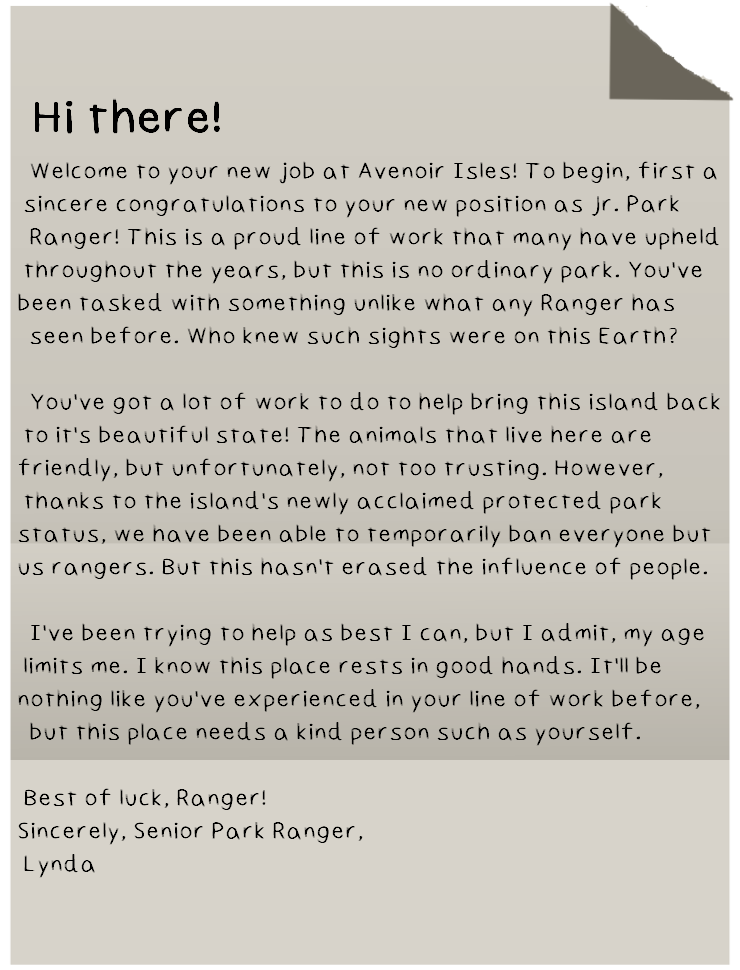 Hi there!
Welcome to your new job at Avenoir Isles! To begin, first a
sincere congratulations to your new position as Jr. Park
Ranger! This is a proud line of work that many have upheld
throughout the years, but this is no ordinary park. You've
been tasked with something unlike what any Ranger has
seen before. Who knew such sights were on this Earth?
You've got a lot of work to do to help bring this island back
to it's beautiful state! The animals that live here are
friendly, but unfortunately, not too trusting. However,
thanks to the island's newly acclaimed protected park
status, we have been able to temporarily ban everyone but
us rangers. But this hasn't erased the influence of people.
I've been trying to help as best I can, but I admit, my age
limits me. I know this place rests in good hands. It'll be
nothing like you've experienced in your line of work before,
but this place needs a kind person such as yourself.
Best of luck, Ranger!
Sincerely, Senior Park Ranger,
Lynda